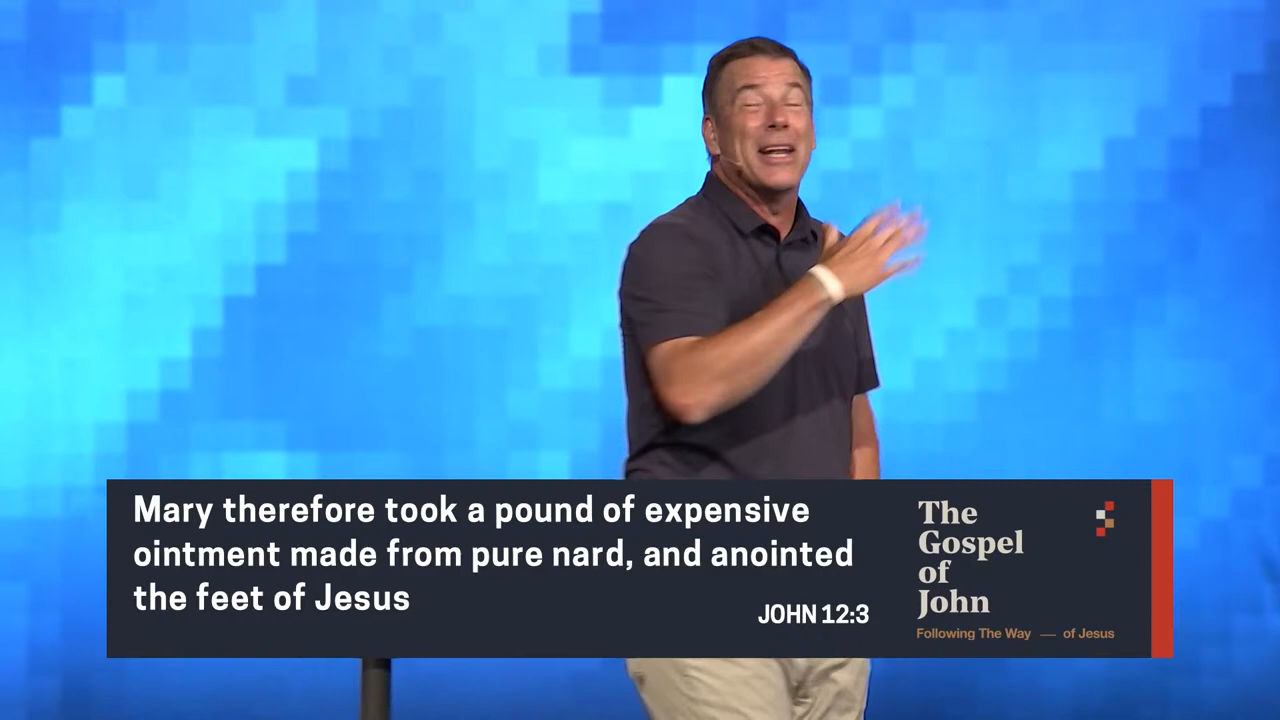 Mary therefore took a pound of expensive
ointment made from pure nard, and anointed
the feet of Jesus
JOHN 12:3
The
Gospel
of
John
Following The Way — of Jesus